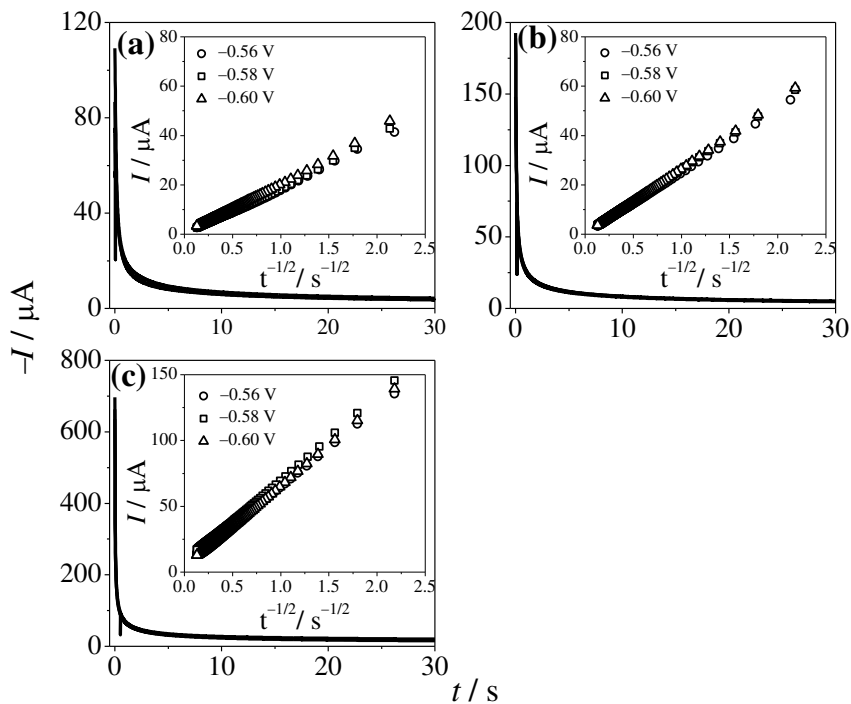 (a)
120
80
40
0
0 10 20 30
80
60
40
20
0
0.0 0.5 1.0 1.5 2.0 2.5
I / µA
t–1/2/ s–1/2
–0.56 V
–0.58 V
–0.60 V
(b)
200
150
100
50
0
0 10 20 30
80
60
40
20
0
0.0 0.5 1.0 1.5 2.0 2.5
I / µA
t–1/2/ s–1/2
–0.56 V
–0.58 V
–0.60 V
–I / µA
(c)
800
600
400
200
0
0 10 20 30
150
100
50
0
0.0 0.5 1.0 1.5 2.0 2.5
I / µA
t–1/2/ s–1/2
–0.56 V
–0.58 V
–0.60 V
t / s